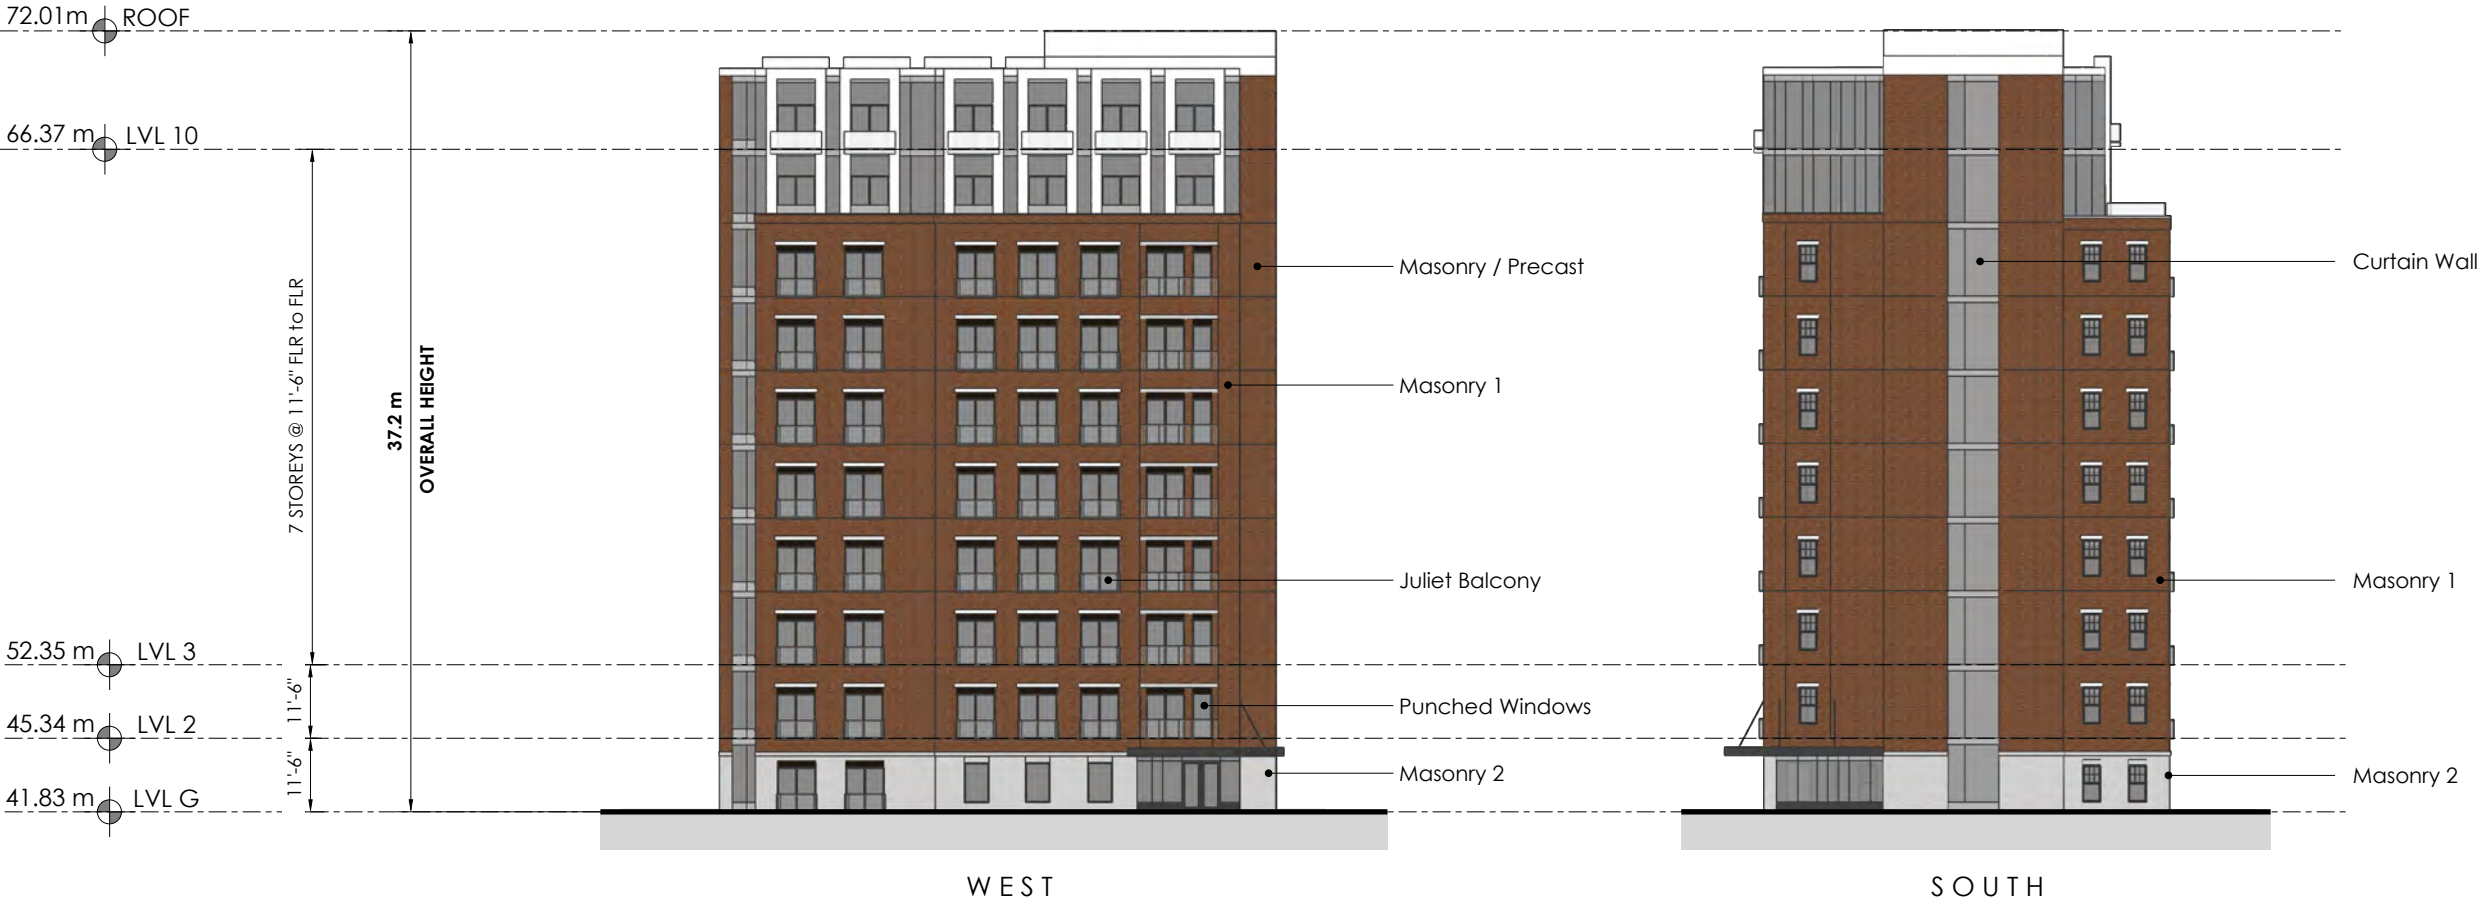 72.01m ROOF
66.37 m LVL 10
7 STOREYS @ 11'-6" FLR to FLR
37.2 m
OVERALL HEIGHT
Masonry / Precast
Curtain Wall
Masonry 1
Juliet Balcony
Masonry 1
52.35 m LVL 3
11'-6"
Punched Windows
45.34 m LVL 2
11'-6"
Masonry 2
Masonry 2
41.83 m LVL G
WEST
SOUTH